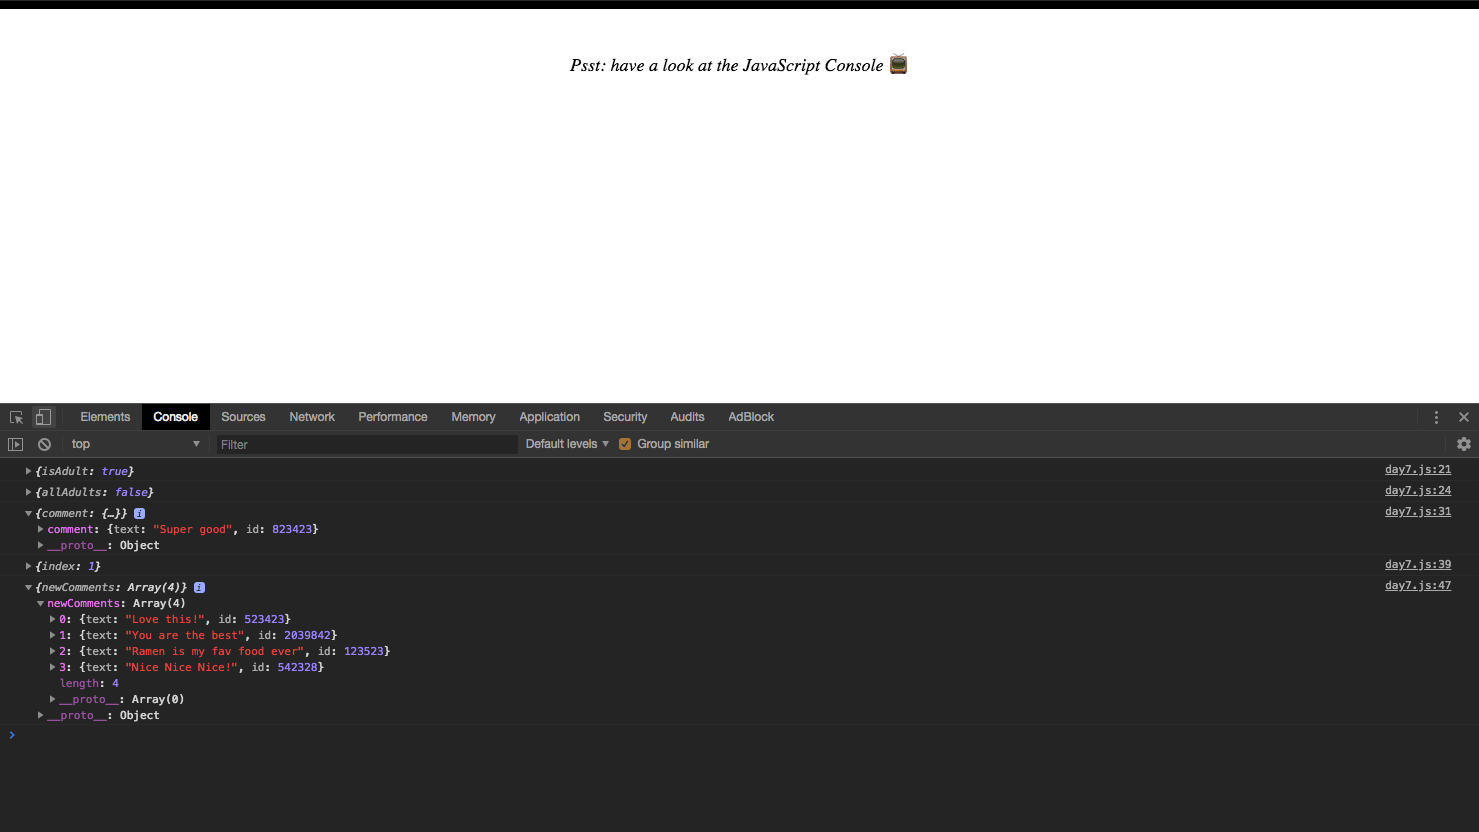 Psst: have a look at the JavaScript Console 📺
Elements Console Sources Network Performance Memory Application Security Audits AdBlock
top Filter Default levels Group similar
{isAdult: true} day7.js:21
{allAdults: false} day7.js:24
{comment: {…}} i day7.js:31
comment: {text: "Super good", id: 823423}
__proto__: Object
{index: 1} day7.js:39
{newComments: Array(4)} i day7.js:47
newComments: Array(4)
0: {text: "Love this!", id: 523423}
1: {text: "You are the best", id: 2039842}
2: {text: "Ramen is my fav food ever", id: 123523}
3: {text: "Nice Nice Nice!", id: 542328}
length: 4
__proto__: Array(0)
__proto__: Object